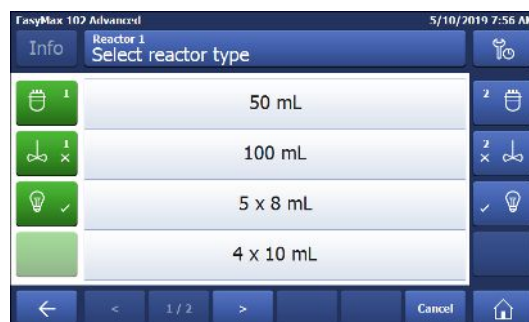 EasyMax 102 Advanced 5/10/2019 7:56 AM
Info
Reactor 1
Select reactor type
1
50 mL
2
1
100 mL
2
5 x 8 mL
4 x 10 mL
<
1 / 2
>
Cancel